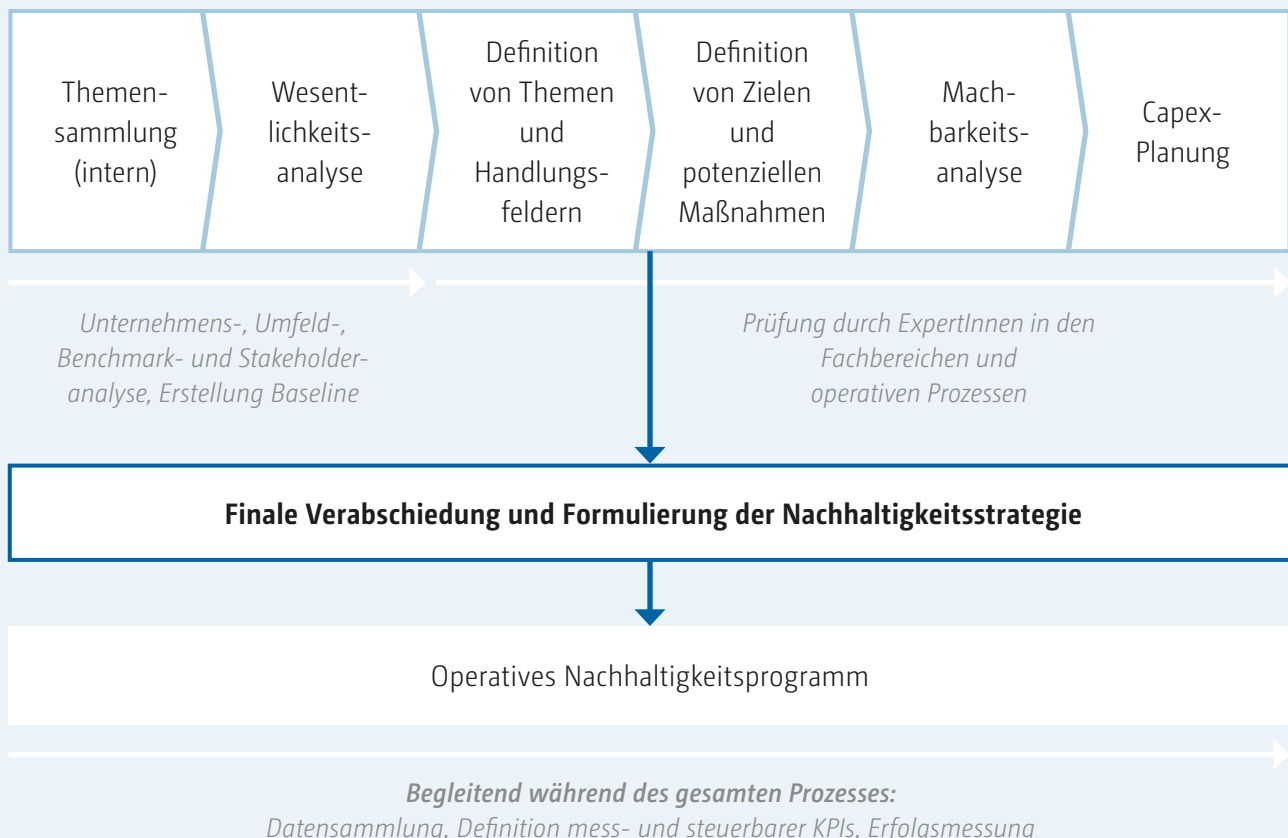 Themen-
sammlung
(intern)
Wesent-
lichkeits-
analyse
Definition
von Themen
und
Handlungs-
feldern
Definition
von Zielen
und
potenziellen
Maßnahmen
Mach-
barkeits-
analyse
Capex-
Planung
Unternehmens-, Umfeld-,
Benchmark- und Stakeholder-
analyse, Erstellung Baseline
Prüfung durch ExpertInnen in den
Fachbereichen und
operativen Prozessen
Finale Verabschiedung und Formulierung der Nachhaltigkeitsstrategie
Operatives Nachhaltigkeitsprogramm
Begleitend während des gesamten Prozesses:
Datensammlung, Definition mess- und steuerbarer KPIs, Erfolgsmessung